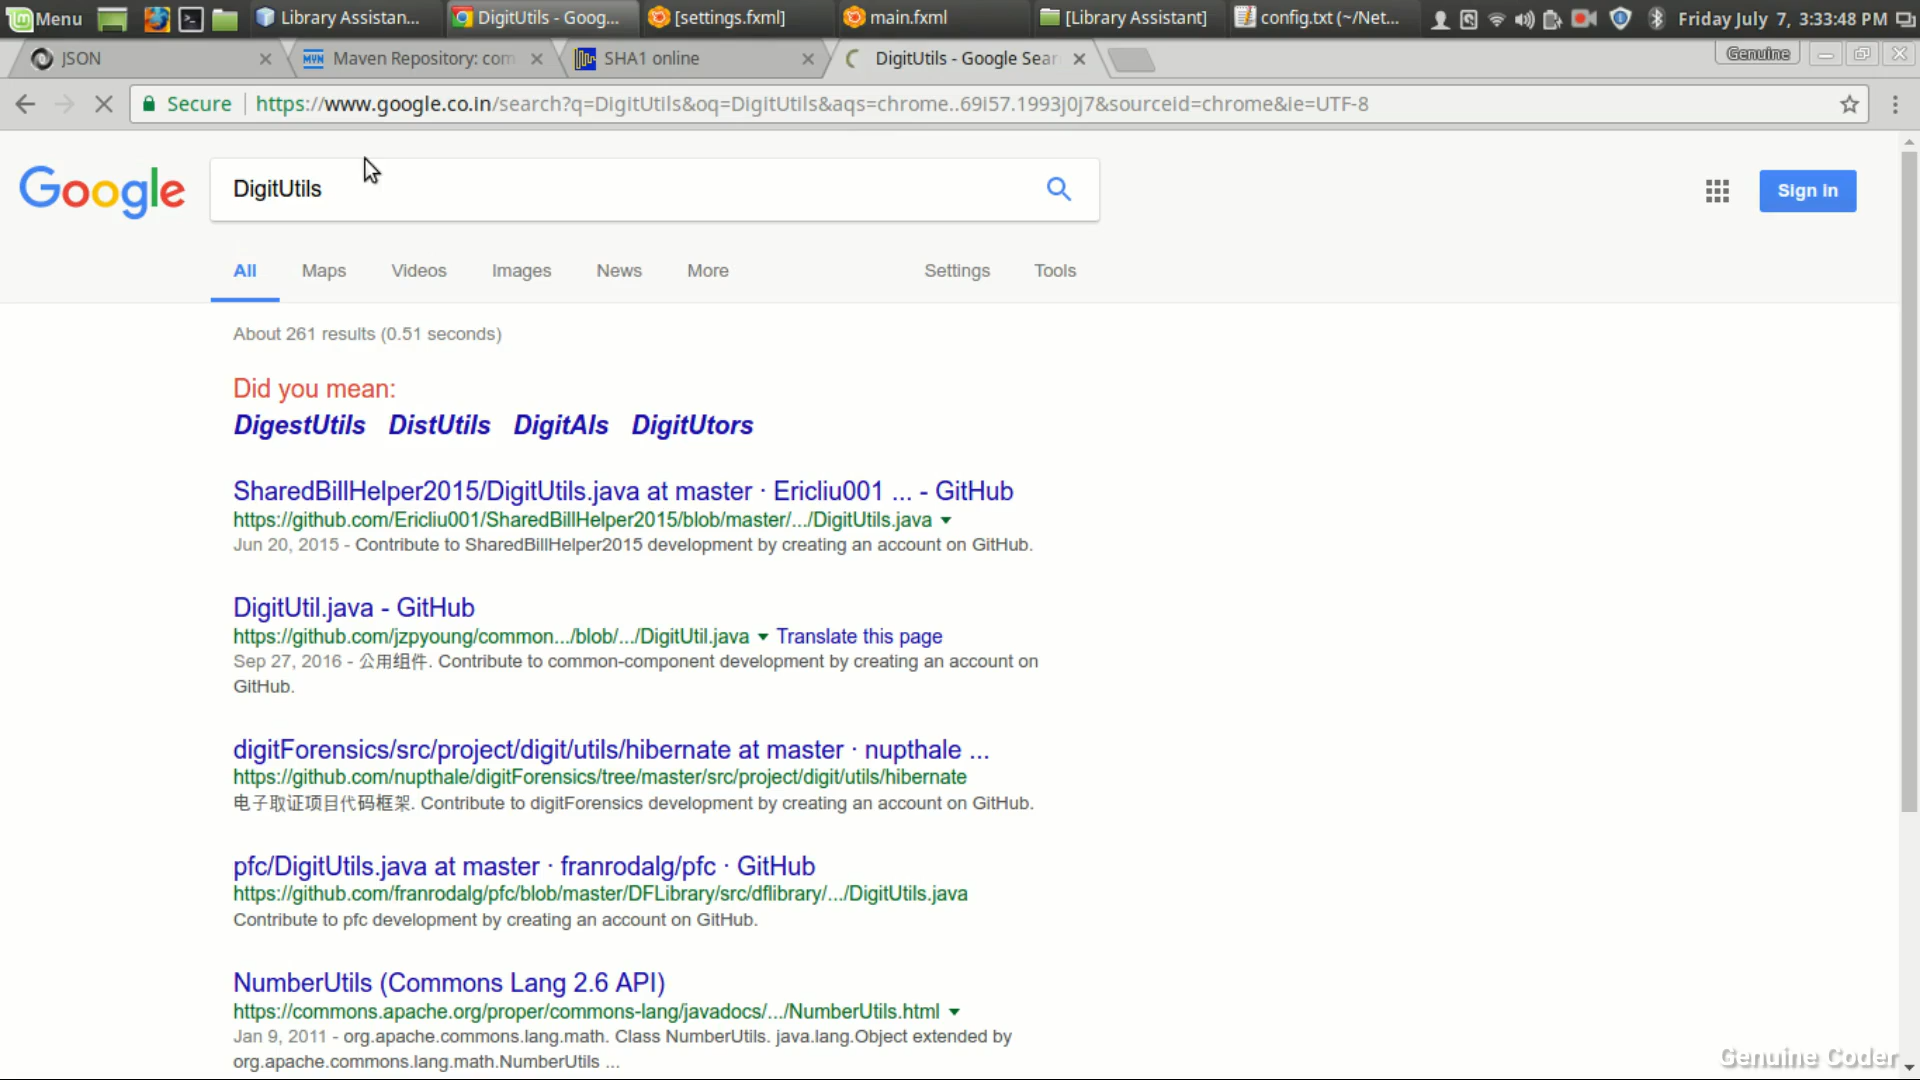 Menu
Library Assistan...
DigitUtils - Goog...
[settings.fxml]
main.fxml
[Library Assistant]
config.txt (~/Net...
Friday July 7, 3:33:48 PM
JSON
Maven Repository: com
SHA1 online
DigitUtils - Google Sear
Genuine
Secure
https://www.google.co.in/search?q=DigitUtils&oq=DigitUtils&aqs=chrome..69i57.1993j0j7&sourceid=chrome&ie=UTF-8
Google
DigitUtils
Sign in
All Maps Videos Images News More Settings Tools
About 261 results (0.51 seconds)
Did you mean:
DigestUtils DistUtils DigitAls DigitUtors
SharedBillHelper2015/DigitUtils.java at master · Ericliu001 ... - GitHub
https://github.com/Ericliu001/SharedBillHelper2015/blob/master/.../DigitUtils.java
Jun 20, 2015 - Contribute to SharedBillHelper2015 development by creating an account on GitHub.
DigitUtil.java - GitHub
https://github.com/jzpyoung/common.../blob/.../DigitUtil.java Translate this page
Sep 27, 2016 - 公用组件. Contribute to common-component development by creating an account on
GitHub.
digitForensics/src/project/digit/utils/hibernate at master · nupthale ...
https://github.com/nupthale/digitForensics/tree/master/src/project/digit/utils/hibernate
电子取证项目代码框架. Contribute to digitForensics development by creating an account on GitHub.
pfc/DigitUtils.java at master · franrodalg/pfc · GitHub
https://github.com/franrodalg/pfc/blob/master/DFLibrary/src/dflibrary/.../DigitUtils.java
Contribute to pfc development by creating an account on GitHub.
NumberUtils (Commons Lang 2.6 API)
https://commons.apache.org/proper/commons-lang/javadocs/.../NumberUtils.html
Jan 9, 2011 - org.apache.commons.lang.math. Class NumberUtils. java.lang.Object extended by
org.apache.commons.lang.math.NumberUtils ...
Genuine Coder